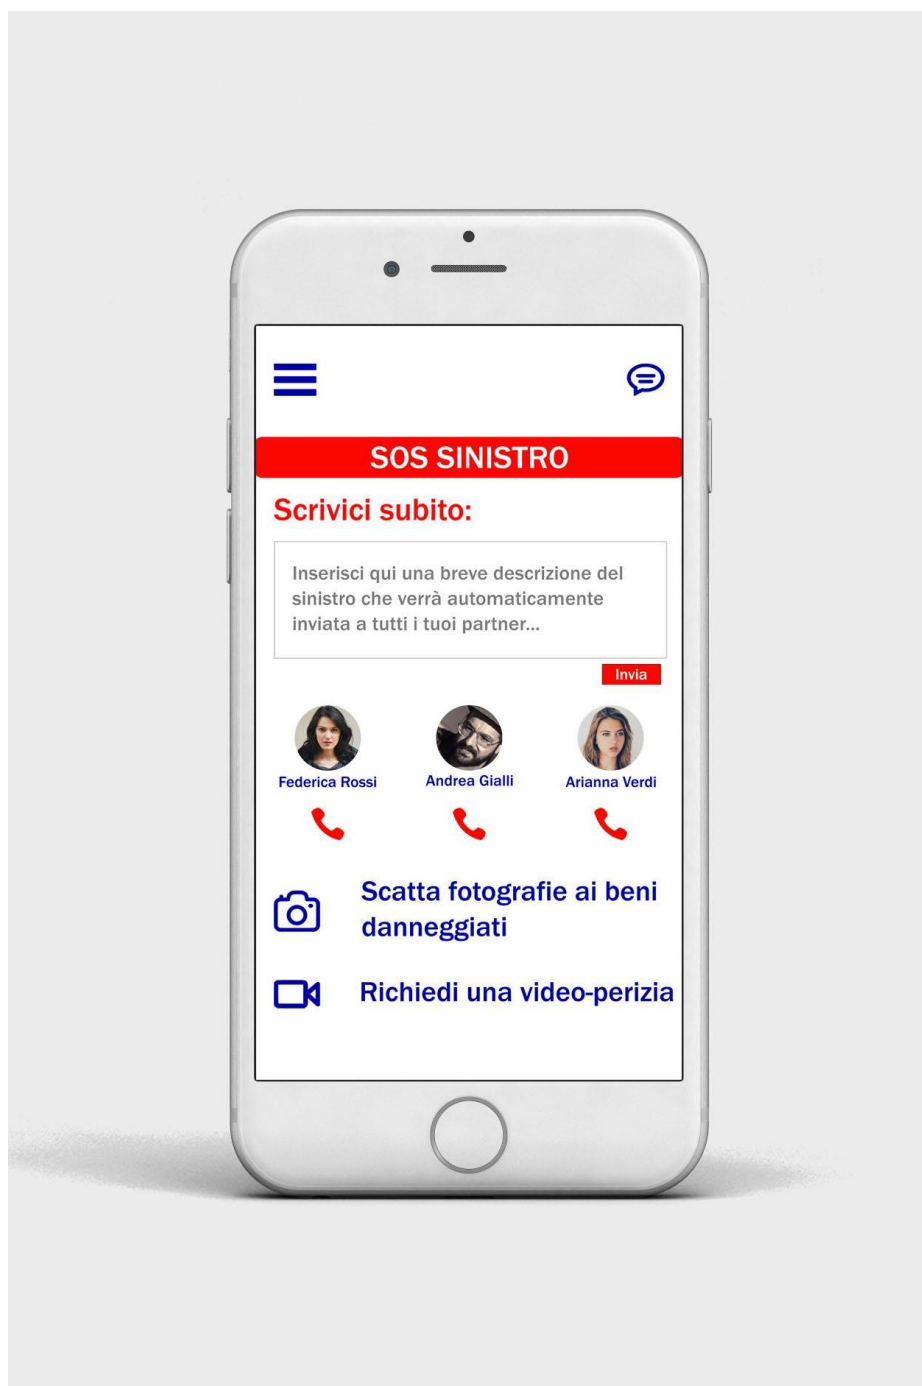 SOS SINISTRO
Scrivici subito:
Inserisci qui una breve descrizione del
sinistro che verrà automaticamente
inviata a tutti i tuoi partner...
Invia
Federica Rossi
Andrea Gialli
Arianna Verdi
Scatta fotografie ai beni
danneggiati
Richiedi una video-perizia